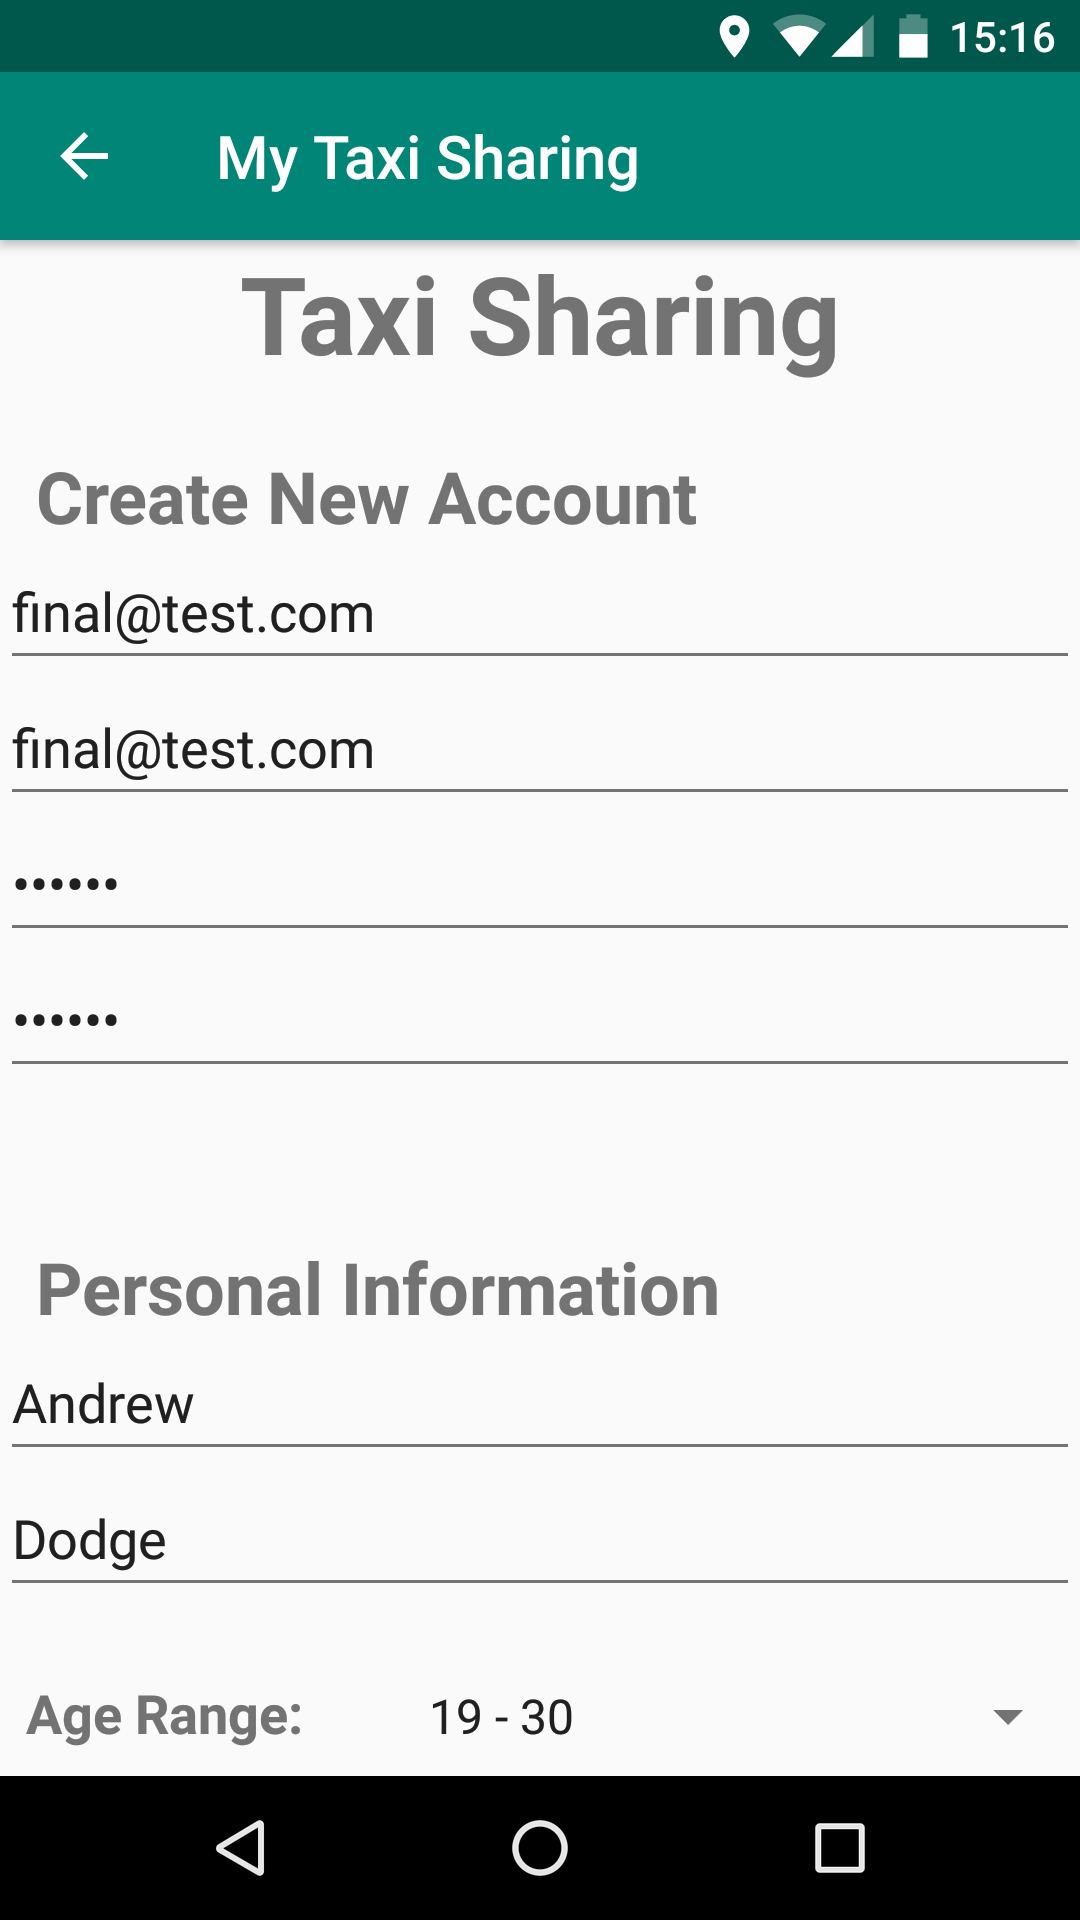 15:16
My Taxi Sharing
Taxi Sharing
Create New Account
final@test.com
final@test.com
••••••
••••••
Personal Information
Andrew
Dodge
Age Range: 19 - 30